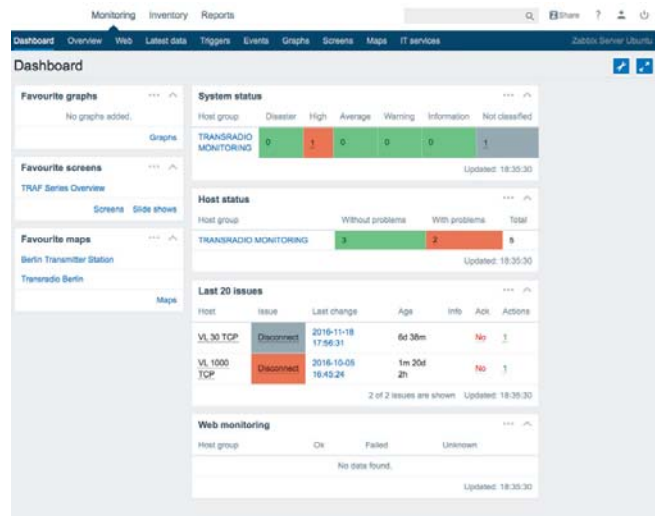 Monitoring Inventory Reports
Share ?
Dashboard Overview Web Latest data Triggers Events Graphs Screens Maps IT services Zabbix Server Ubuntu
Dashboard
Favourite graphs
No graphs added.
Graphs
Favourite screens
TRAF Series Overview
Screens Slide shows
Favourite maps
Berlin Transmitter Station
Transradio Berlin
Maps
System status
Host group Disaster High Average Warning Information Not classified
TRANSRADIO MONITORING 0 1 0 0 0 1
Updated: 18:35:30
Host status
Host group Without problems With problems Total
TRANSRADIO MONITORING 3 2 5
Updated: 18:35:30
Last 20 issues
Host Issue Last change Age Info Ack Actions
VL 30 TCP Disconnect 2016-11-18 17:56:31 6d 38m No 1
VL 1000 TCP Disconnect 2016-10-05 16:45:24 1m 20d 2h No 1
2 of 2 issues are shown Updated: 18:35:30
Web monitoring
Host group Ok Failed Unknown
No data found.
Updated: 18:35:30